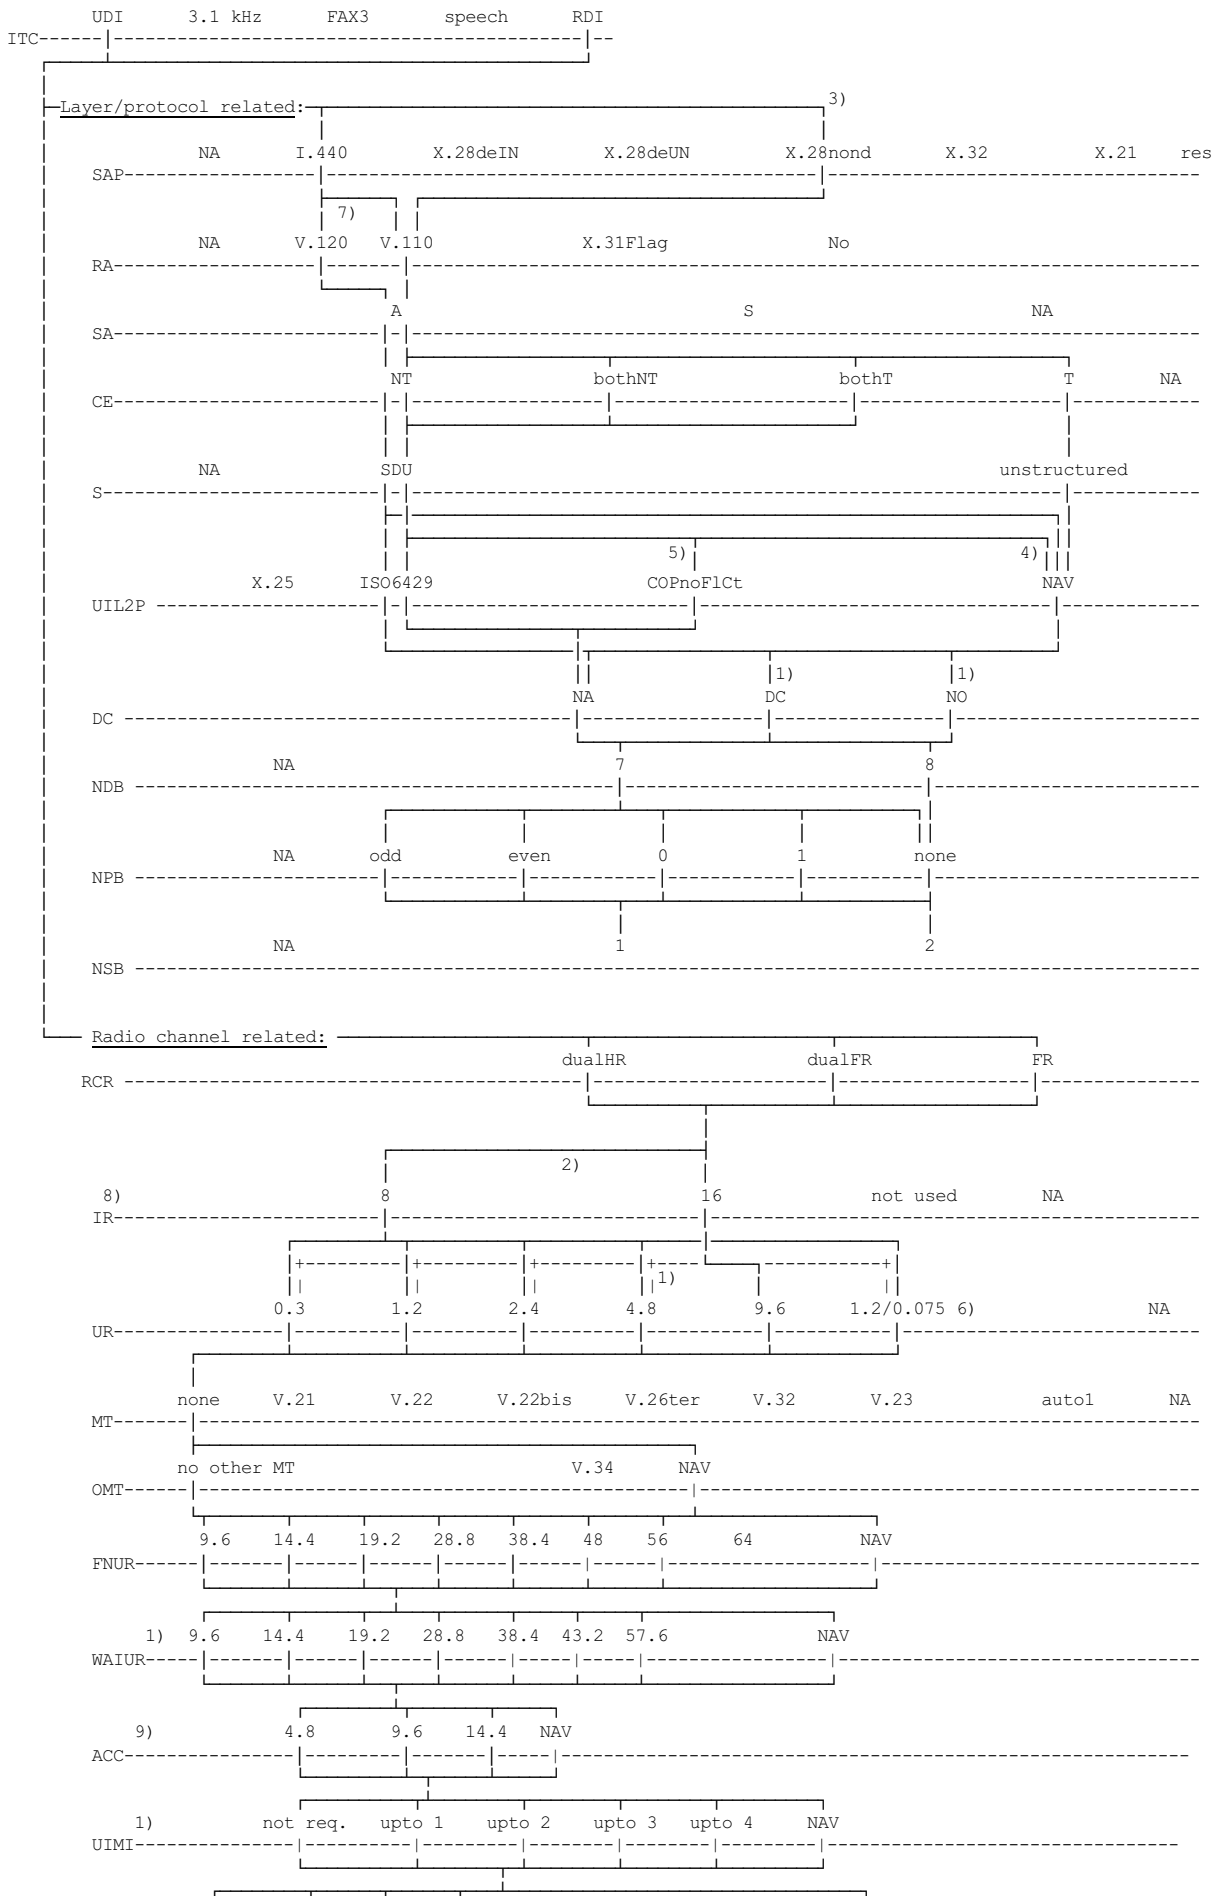 UDI 3.1 kHz FAX3 speech RDI
ITC
Layer/protocol related: 3)
NA I.440 X.28deIN X.28deUN X.28nond X.32 X.21 res
SAP
7)
NA V.120 V.110 X.31Flag No
RA
A S NA
SA
NT bothNT bothT T NA
CE
NA SDU unstructured
S
5) 4)
X.25 ISO6429 COPnoFlCt NAV
UIL2P
1) 1)
NA DC NO
DC
NA 7 8
NDB
NA odd even 0 1 none
NPB
NA 1 2
NSB
Radio channel related:
dualHR dualFR FR
RCR
2)
8) 8 16 not used NA
IR
1)
0.3 1.2 2.4 4.8 9.6 1.2/0.075 6) NA
UR
none V.21 V.22 V.22bis V.26ter V.32 V.23 auto1 NA
MT
no other MT V.34 NAV
OMT
9.6 14.4 19.2 28.8 38.4 48 56 64 NAV
FNUR
1) 9.6 14.4 19.2 28.8 38.4 43.2 57.6 NAV
WAIUR
9) 4.8 9.6 14.4 NAV
ACC
1) not req. upto 1 upto 2 upto 3 upto 4 NAV
UIMI